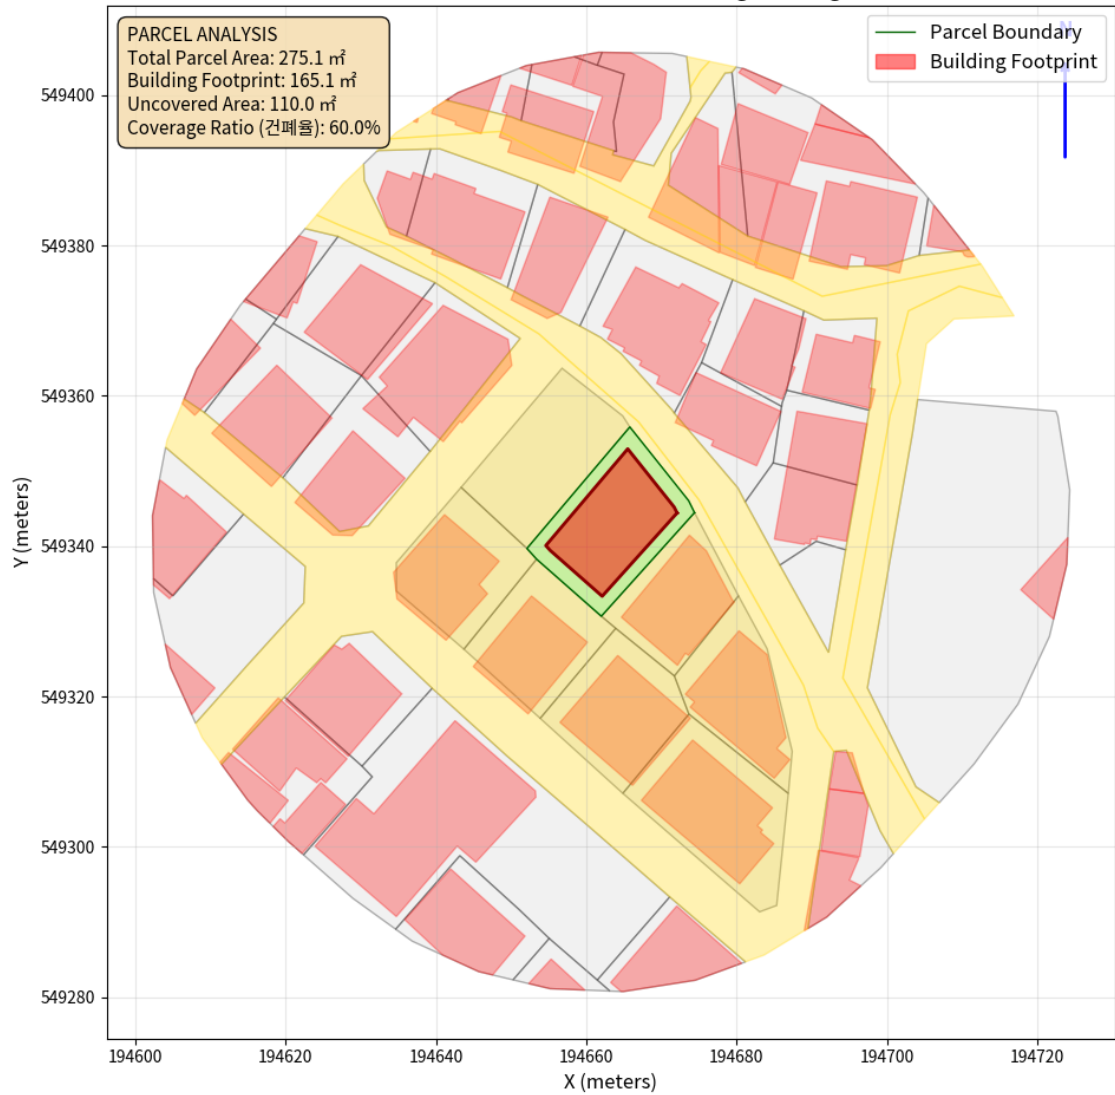 PARCEL ANALYSIS
Total Parcel Area: 275.1 ㎡
Building Footprint: 165.1 ㎡
Uncovered Area: 110.0 ㎡
Coverage Ratio (건폐율): 60.0%
N
Parcel Boundary
Building Footprint
549400
549380
549360
549340
549320
549300
549280
Y (meters)
194600
194620
194640
194660
194680
194700
194720
X (meters)